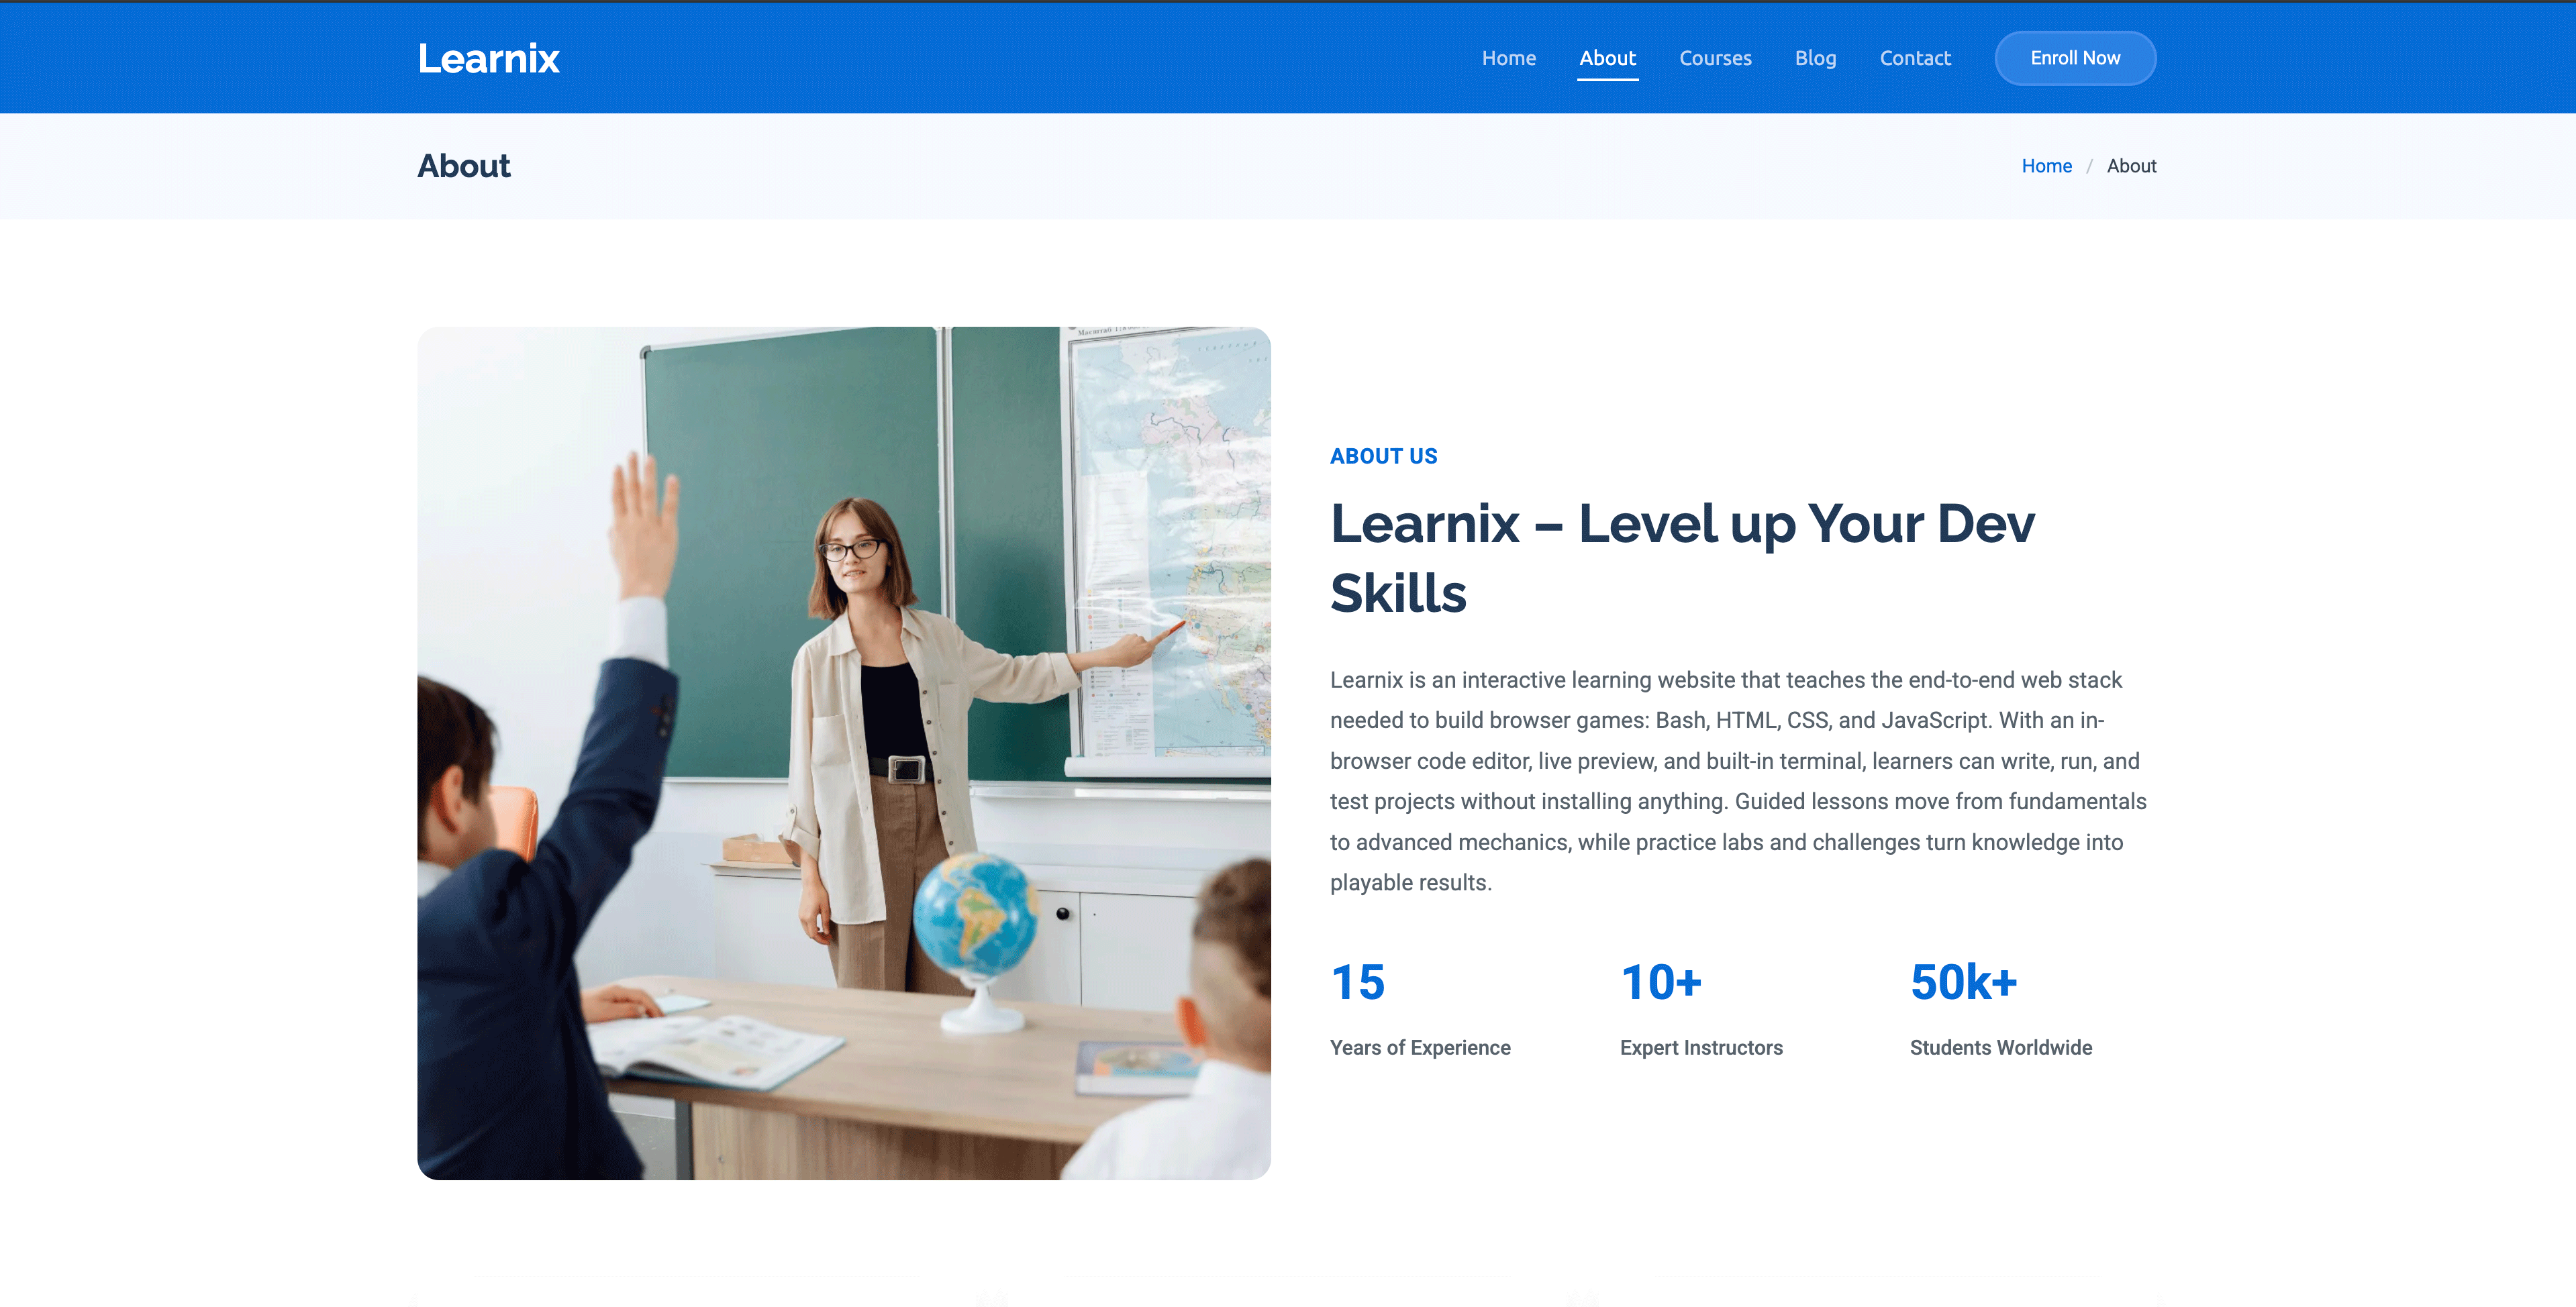 Learnix
Home
About
Courses
Blog
Contact
Enroll Now
About
Home / About
ABOUT US
Learnix – Level up Your Dev
Skills
Learnix is an interactive learning website that teaches the end-to-end web stack
needed to build browser games: Bash, HTML, CSS, and JavaScript. With an in-
browser code editor, live preview, and built-in terminal, learners can write, run, and
test projects without installing anything. Guided lessons move from fundamentals
to advanced mechanics, while practice labs and challenges turn knowledge into
playable results.
15
Years of Experience
10+
Expert Instructors
50k+
Students Worldwide